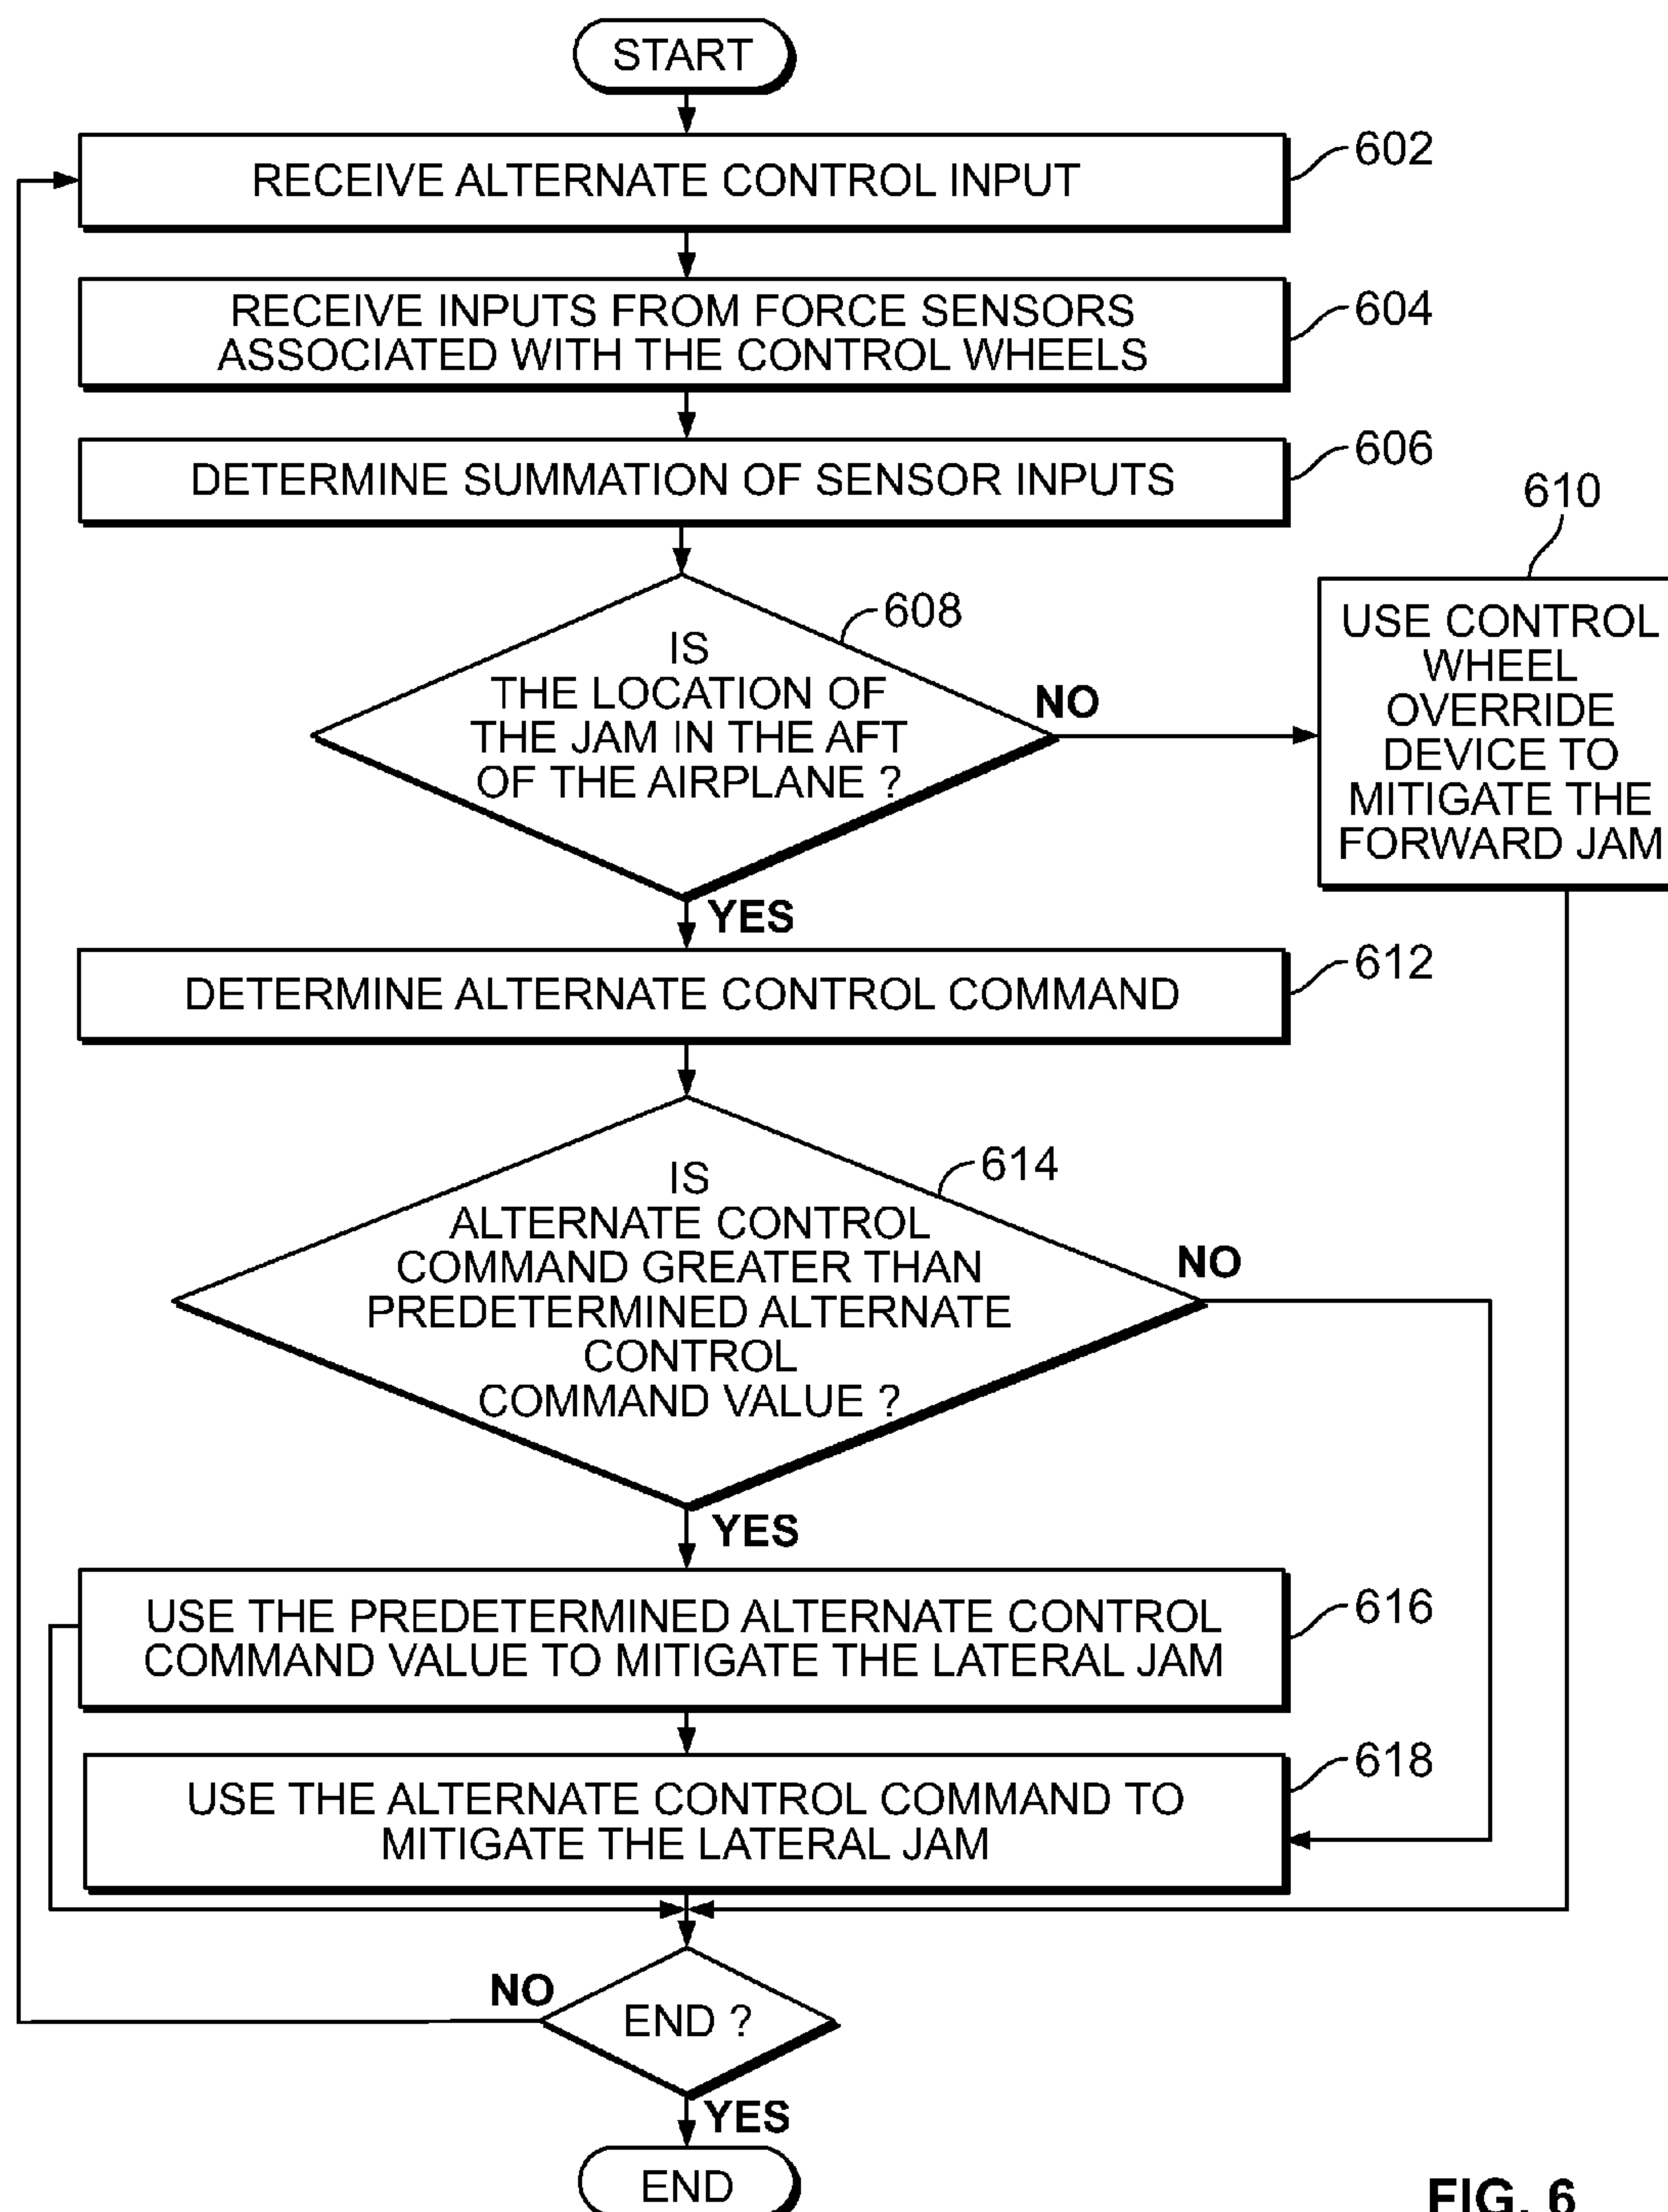 START
RECEIVE ALTERNATE CONTROL INPUT
602
RECEIVE INPUTS FROM FORCE SENSORS
ASSOCIATED WITH THE CONTROL WHEELS
604
DETERMINE SUMMATION OF SENSOR INPUTS
606
608
IS
THE LOCATION OF
THE JAM IN THE AFT
OF THE AIRPLANE ?
NO
610
USE CONTROL
WHEEL
OVERRIDE
DEVICE TO
MITIGATE THE
FORWARD JAM
YES
DETERMINE ALTERNATE CONTROL COMMAND
612
614
IS
ALTERNATE CONTROL
COMMAND GREATER THAN
PREDETERMINED ALTERNATE
CONTROL
COMMAND VALUE ?
NO
YES
USE THE PREDETERMINED ALTERNATE CONTROL
COMMAND VALUE TO MITIGATE THE LATERAL JAM
616
USE THE ALTERNATE CONTROL COMMAND TO
MITIGATE THE LATERAL JAM
618
NO
END ?
YES
END
FIG. 6